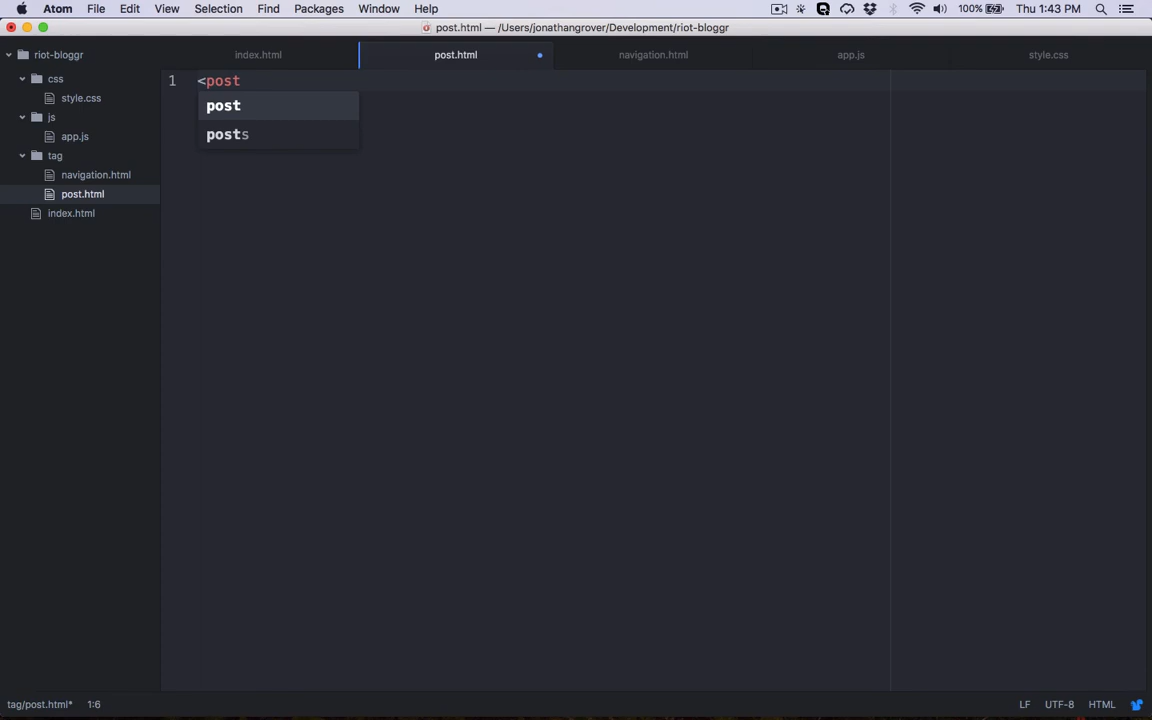 Atom File Edit View Selection Find Packages Window Help 100% Thu 1:43 PM
post.html — /Users/jonathangrover/Development/riot-bloggr
riot-bloggr
css
style.css
js
app.js
tag
navigation.html
post.html
index.html
index.html post.html navigation.html app.js style.css
1 <post
post
posts
tag/post.html* 1:6 LF UTF-8 HTML